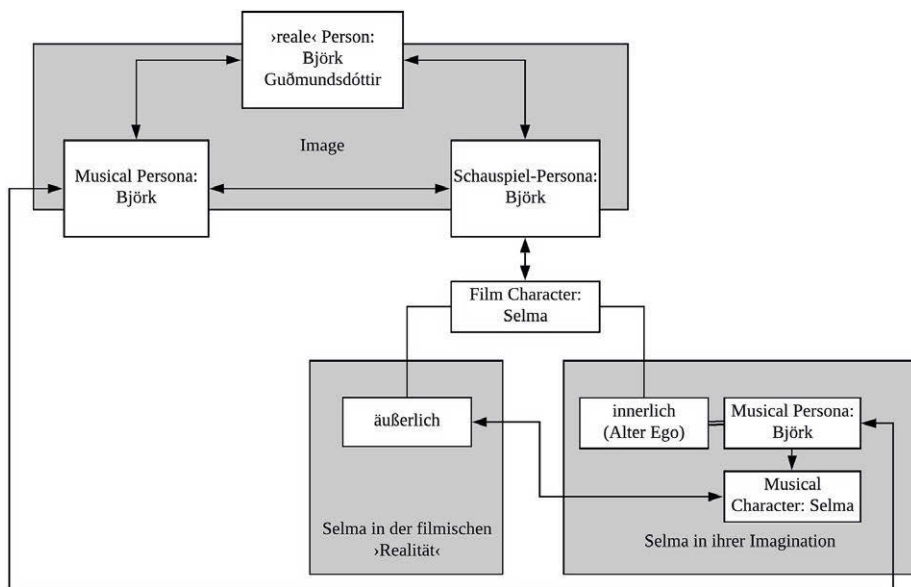 ›reale‹ Person:
Björk
Guðmundsdóttir
Image
Musical Persona:
Björk
Schauspiel-Persona:
Björk
Film Character:
Selma
äußerlich
innerlich
(Alter Ego)
Musical Persona:
Björk
Musical
Character: Selma
Selma in der filmischen
›Realität‹
Selma in ihrer Imagination